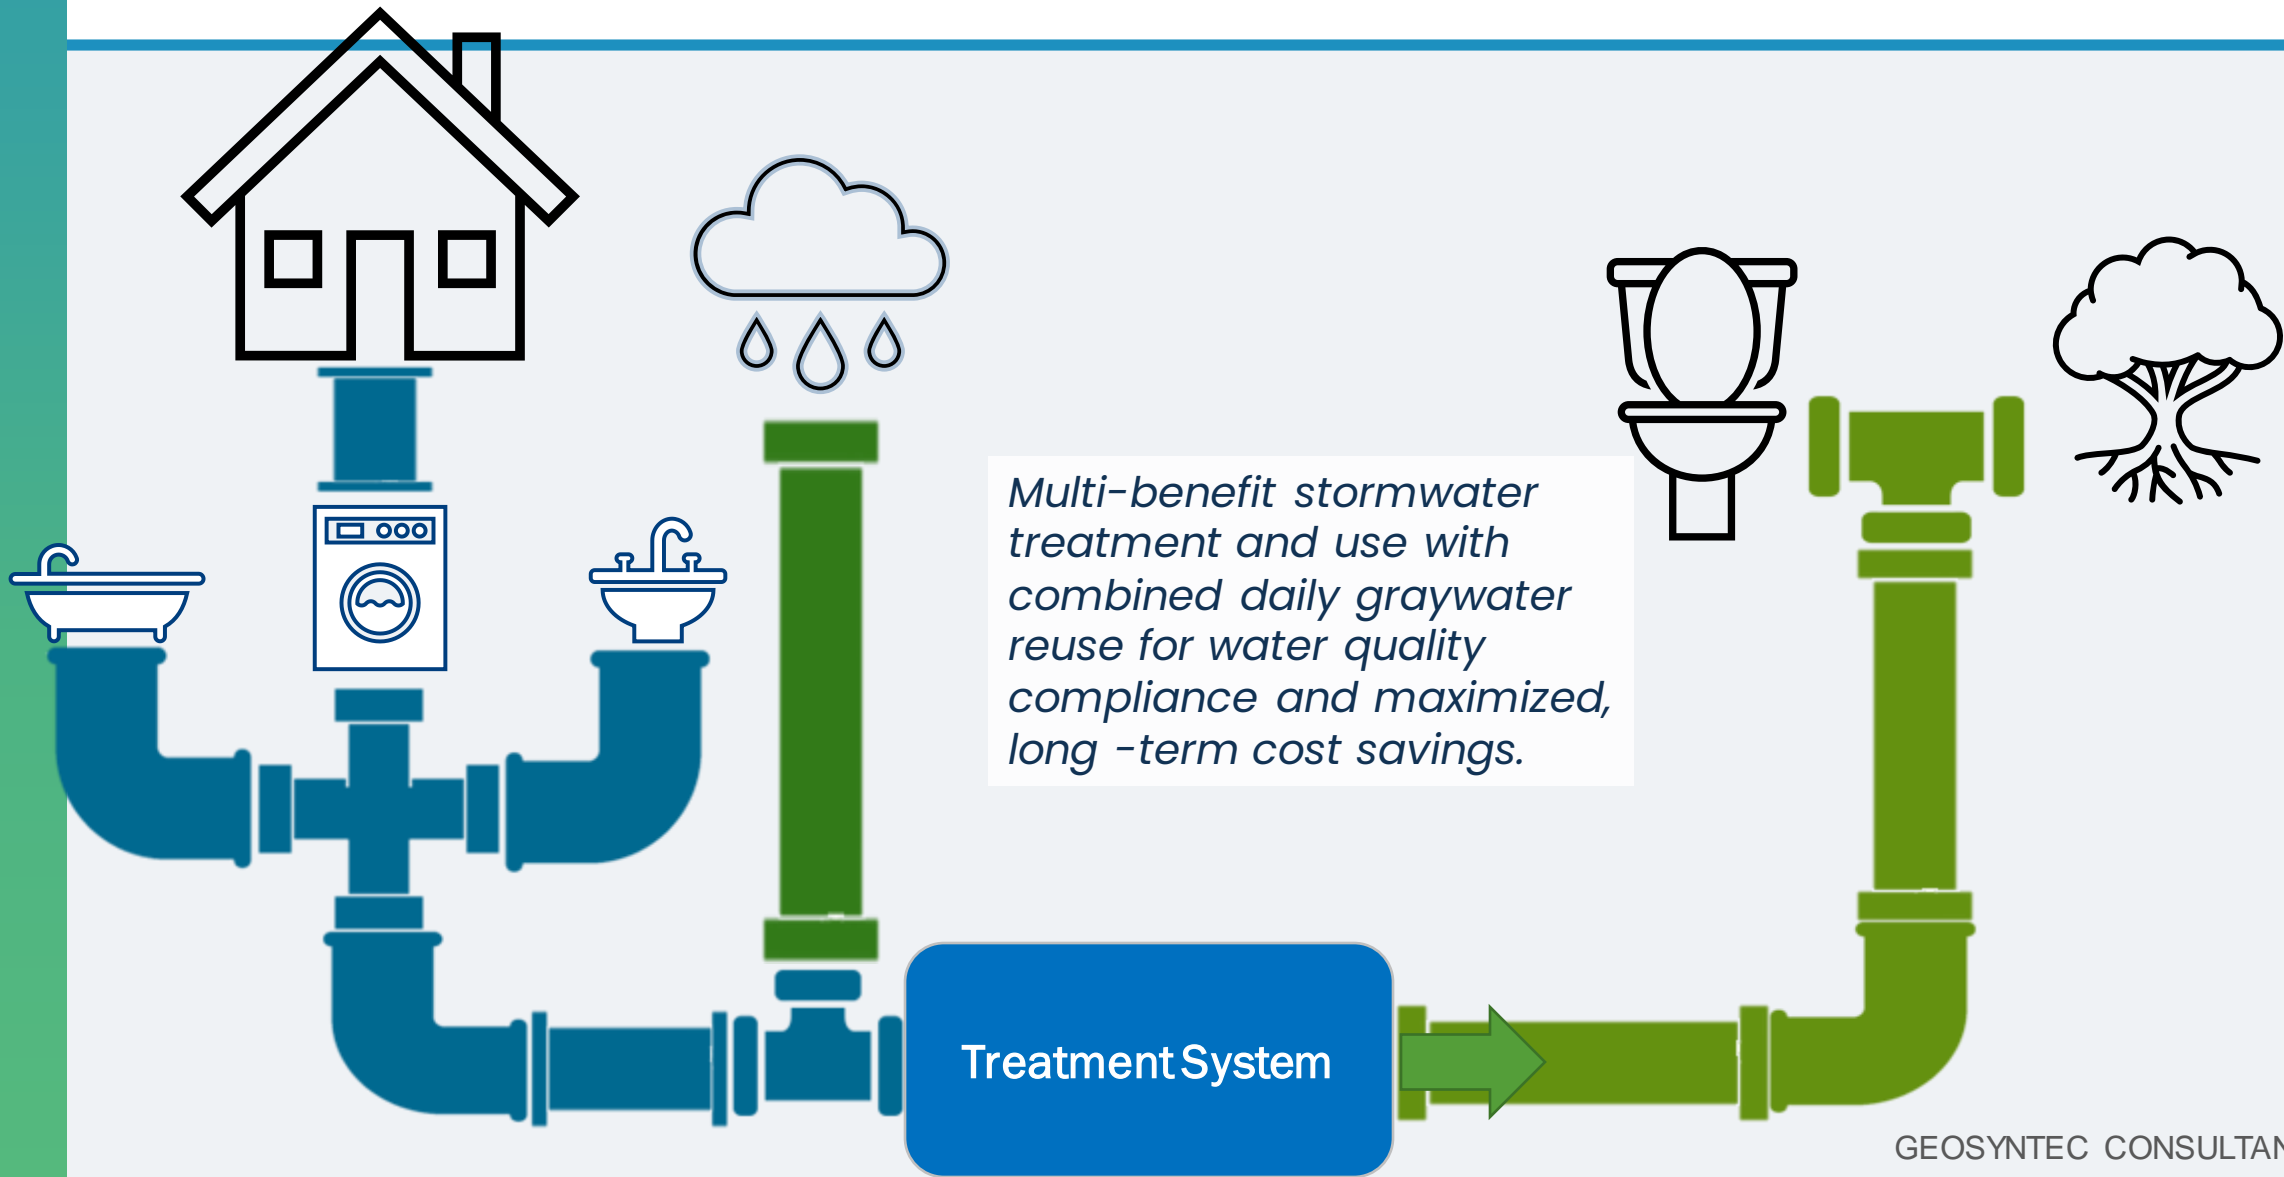 Multi-benefit stormwater
treatment and use with
combined daily graywater
reuse for water quality
compliance and maximized,
long -term cost savings.
Treatment System
GEOSYNTEC CONSULTAN